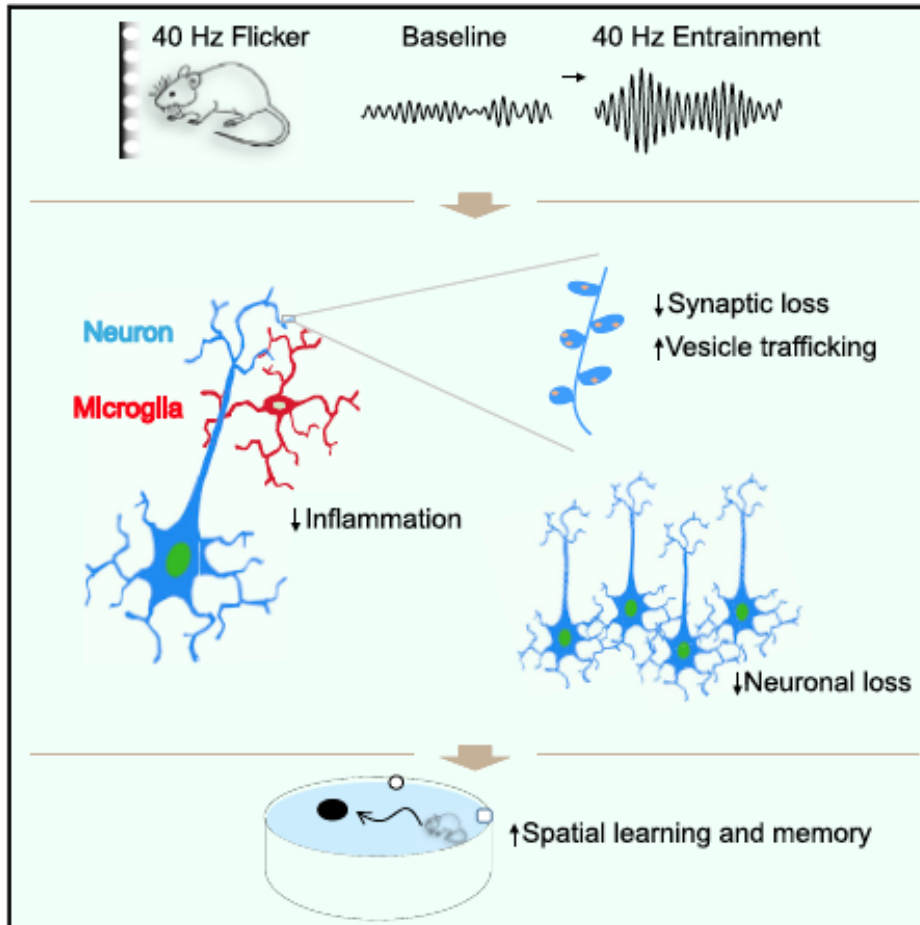 40 Hz Flicker
Baseline
40 Hz Entrainment
Neuron
Microglia
↓Synaptic loss
↑Vesicle trafficking
↓Inflammation
↓Neuronal loss
↑Spatial learning and memory